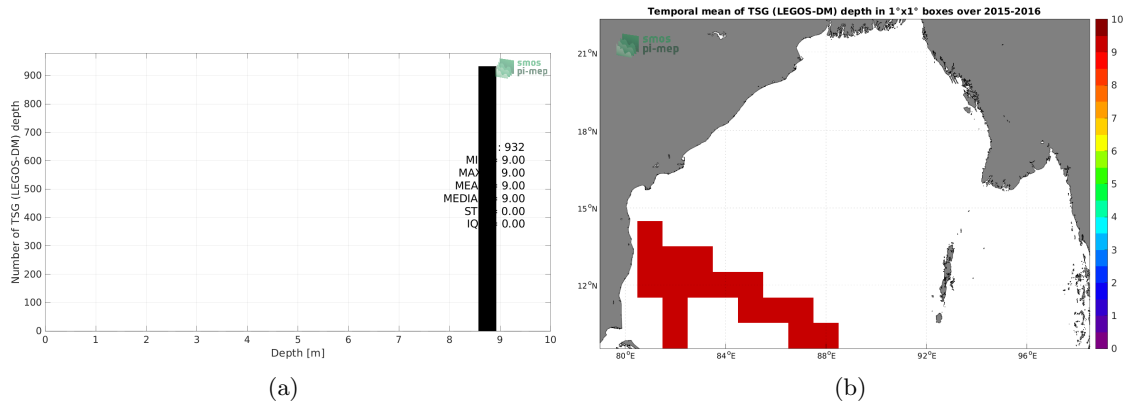 Number of TSG (LEGOS-DM) depth
900
800
700
600
500
400
300
200
100
0
0 1 2 3 4 5 6 7 8 9 10
Depth [m]
smos
pi-mep
: 932
MI 9.00
MAX 9.00
MEA 9.00
MEDIA = 9.00
ST 0.00
IQ 0.00
(a)
Temporal mean of TSG (LEGOS-DM) depth in 1°x1° boxes over 2015-2016
smos
pi-mep
21°N
18°N
15°N
12°N
80°E 84°E 88°E 92°E 96°E
10
9
8
7
6
5
4
3
2
1
0
(b)